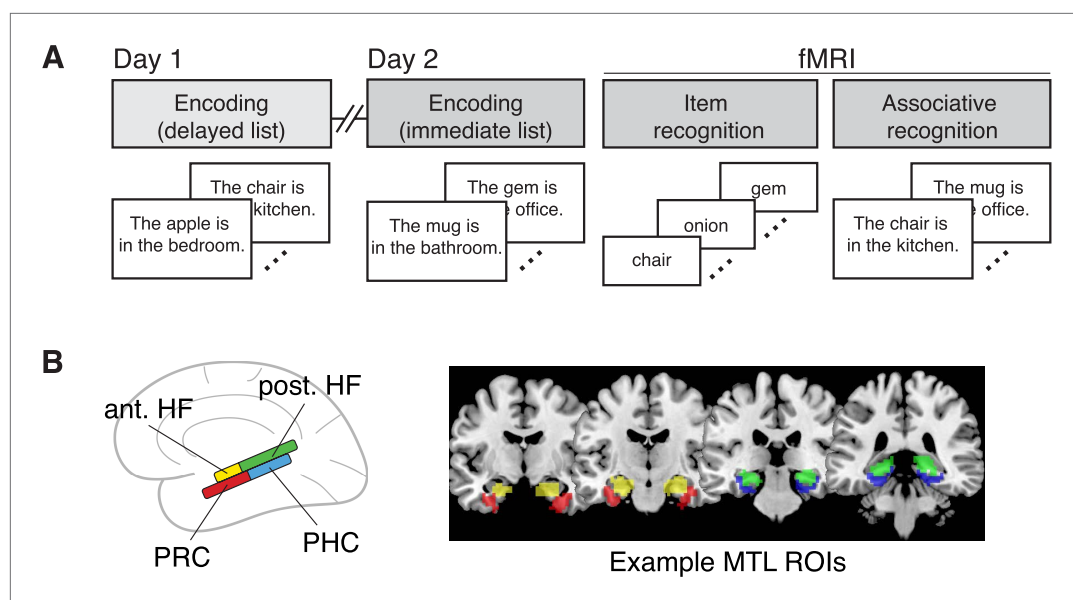 A
Day 1
Day 2
fMRI
Encoding
(delayed list)
Encoding
(immediate list)
Item
recognition
Associative
recognition
The chair is
kitchen.
The apple is
in the bedroom.
The gem is
e office.
The mug is
in the bathroom.
gem
onion
chair
The mug is
e office.
The chair is
in the kitchen.
B
post. HF
ant. HF
PRC
PHC
Example MTL ROIs